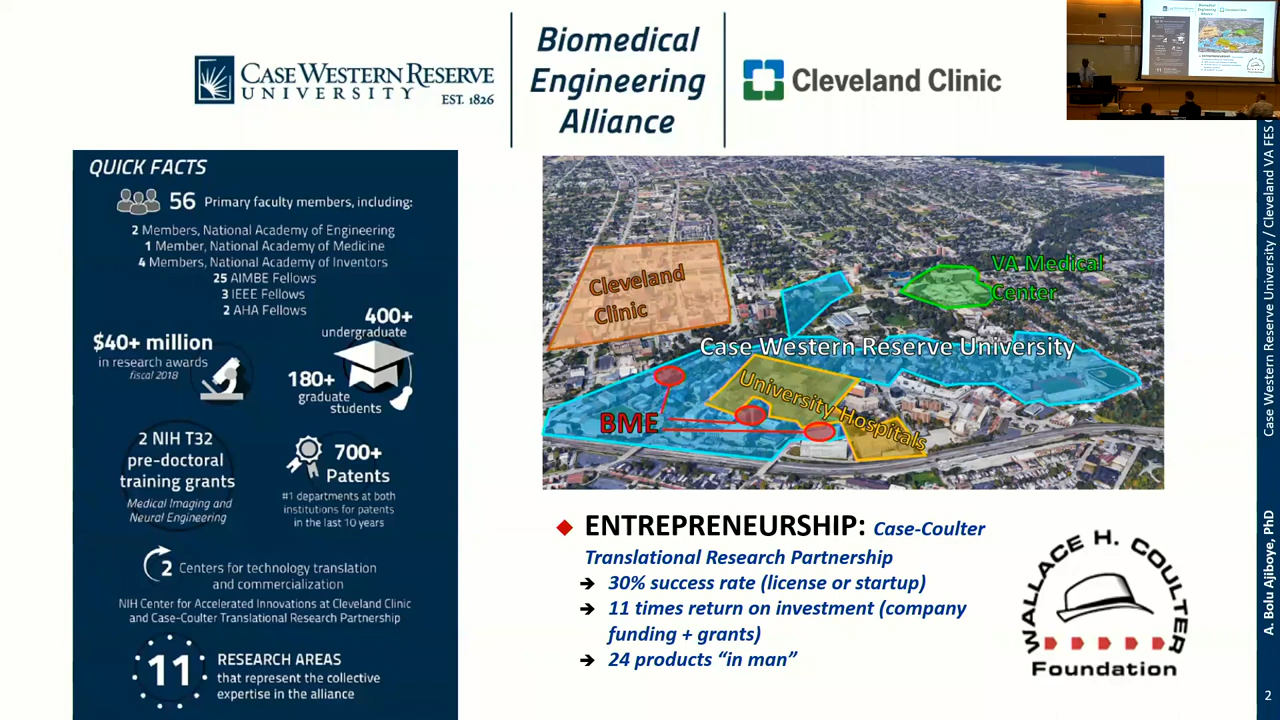 CASE WESTERN RESERVE
UNIVERSITY
EST. 1826
Biomedical
Engineering
Alliance
Cleveland Clinic
QUICK FACTS
56 Primary faculty members, including:
2 Members, National Academy of Engineering
1 Member, National Academy of Medicine
4 Members, National Academy of Inventors
25 AIMBE Fellows
3 IEEE Fellows
2 AHA Fellows
$40+ million
in research awards
fiscal 2018
400+
undergraduate
180+
graduate
students
2 NIH T32
pre-doctoral
training grants
Medical Imaging and
Neural Engineering
700+
Patents
#1 departments at both
institutions for patents
in the last 10 years
2 Centers for technology translation
and commercialization
NIH Center for Accelerated Innovations at Cleveland Clinic
and Case-Coulter Translational Research Partnership
11 RESEARCH AREAS
that represent the collective
expertise in the alliance
Cleveland
Clinic
VA Medical
Center
Case Western Reserve University
University Hospitals
BME
ENTREPRENEURSHIP: Case-Coulter
Translational Research Partnership
30% success rate (license or startup)
11 times return on investment (company
funding + grants)
24 products “in man”
WALLACE H. COULTER
Foundation
A. Bolu Ajiboye, PhD
Case Western Reserve University / Cleveland VA FES
2